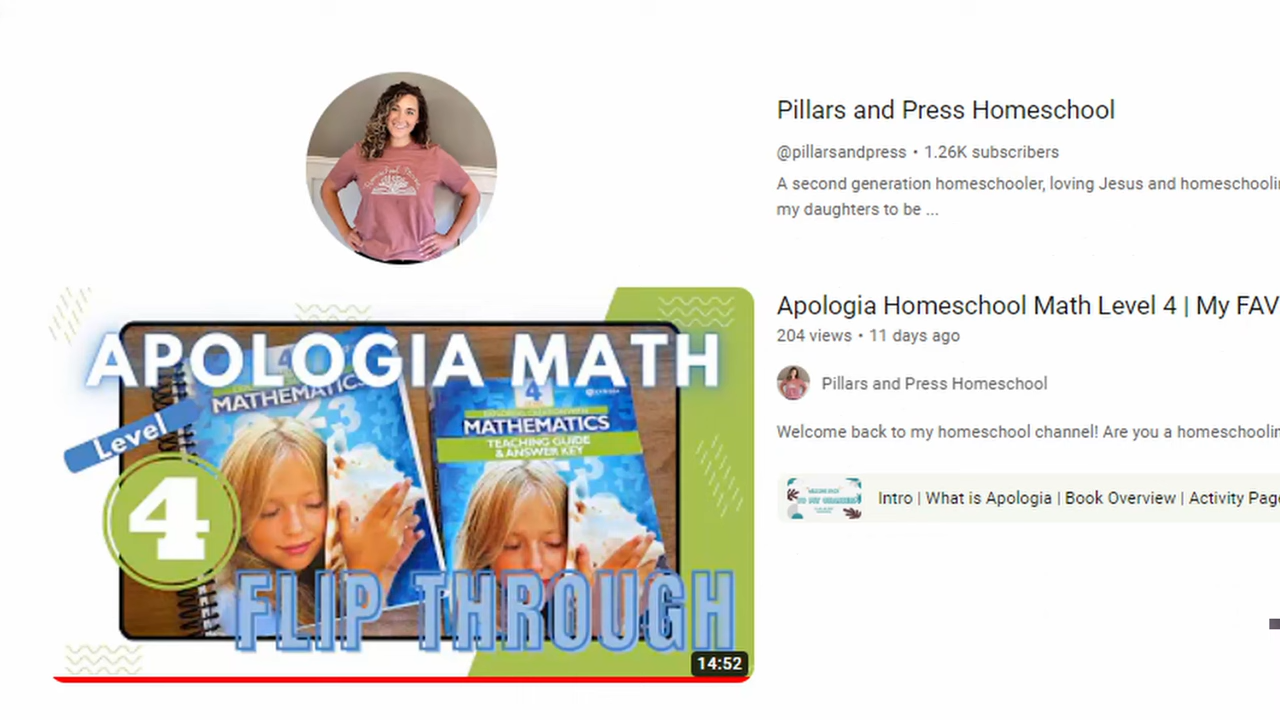 Pillars and Press Homeschool
@pillarsandpress • 1.26K subscribers
A second generation homeschooler, loving Jesus and homeschoolin
my daughters to be ...
APOLOGIA MATH
Level
4
MATHEMATICS
4
MATHEMATICS
TEACHING GUIDE
& ANSWER KEY
FLIP THROUGH
14:52
Apologia Homeschool Math Level 4 | My FAV
204 views • 11 days ago
Pillars and Press Homeschool
Welcome back to my homeschool channel! Are you a homeschoolin
Intro | What is Apologia | Book Overview | Activity Page